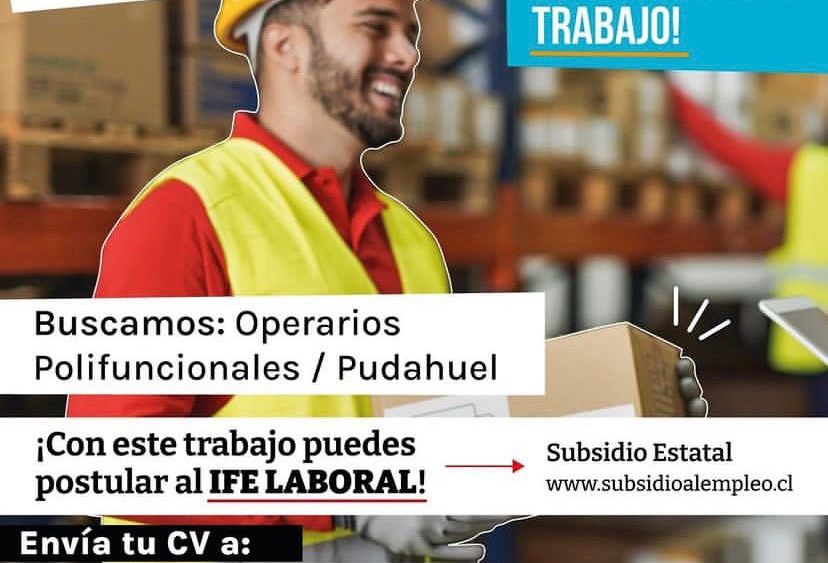 TRABAJO!
Buscamos: Operarios
Polifuncionales / Pudahuel
¡Con este trabajo puedes
postular al IFE LABORAL!
Subsidio Estatal
www.subsidioalempleo.cl
Envía tu CV a: